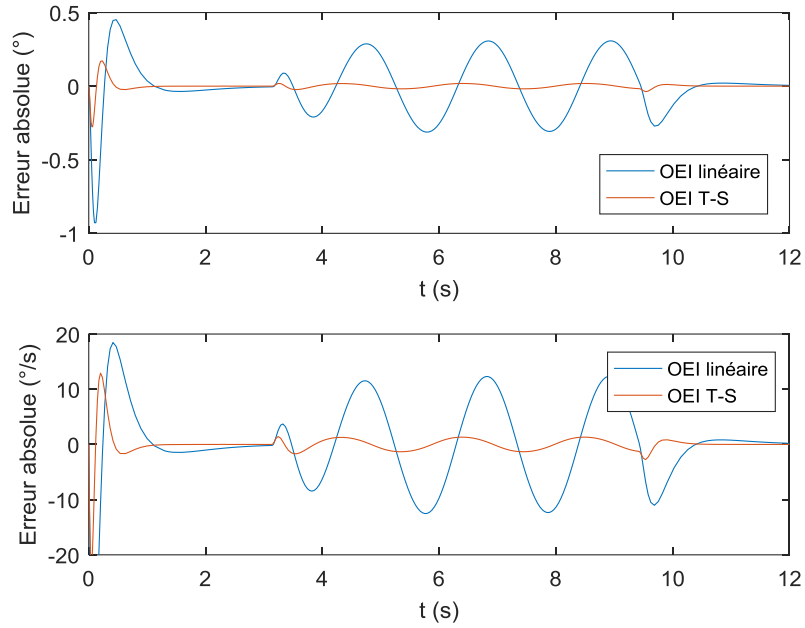 0.5
0
-0.5
-1
Erreur absolue (°)
OEI linéaire
OEI T-S
0 2 4 6 8 10 12
t (s)
20
10
0
-10
-20
Erreur absolue (°/s)
OEI linéaire
OEI T-S
0 2 4 6 8 10 12
t (s)